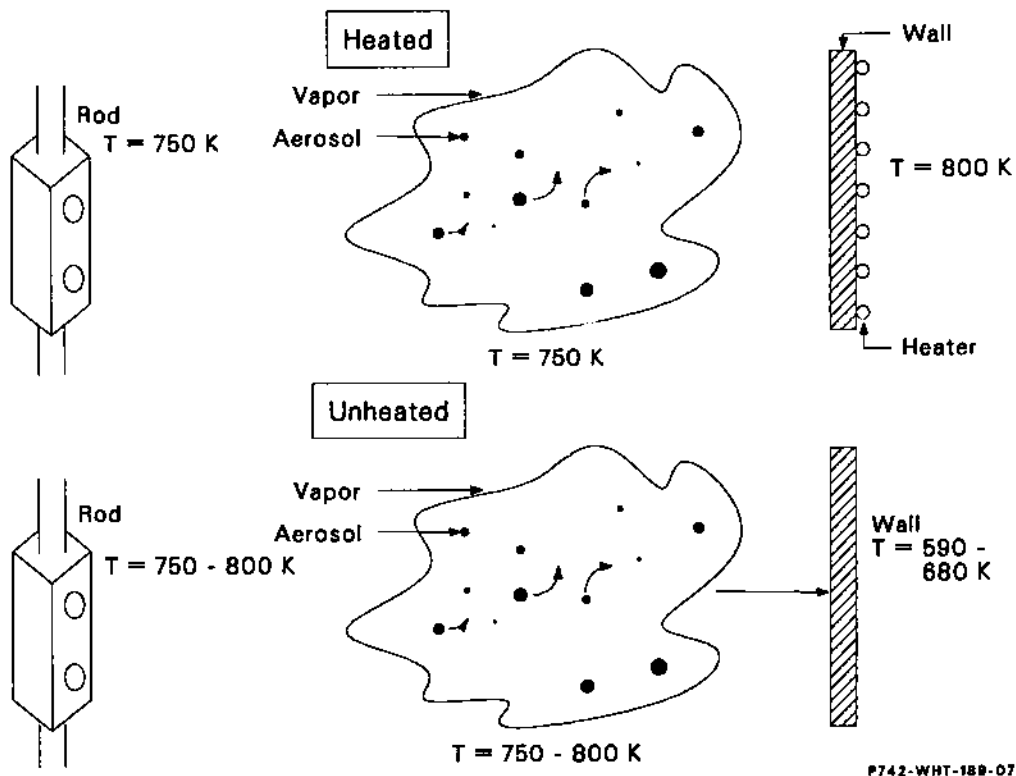 Heated
Wall
Vapor
Rod
T = 750 K
Aerosol
T = 800 K
T = 750 K
Heater
Unheated
Vapor
Rod
Aerosol
T = 750 - 800 K
Wall
T = 590 -
680 K
T = 750 - 800 K
P742-WHT-189-07